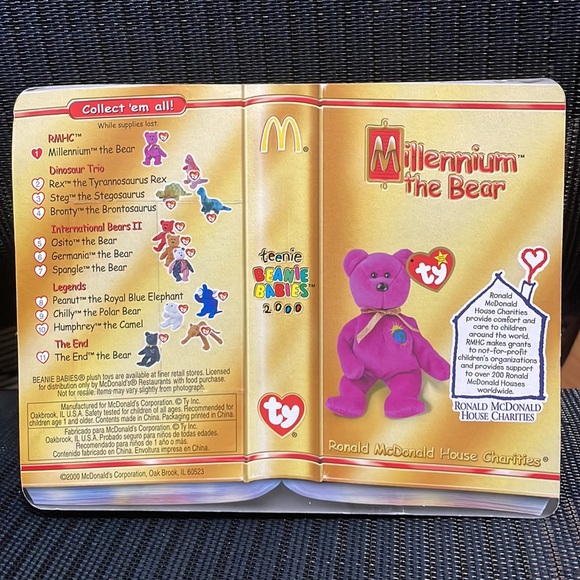 Collect 'em all!
While supplies last.
RMHC™
1 Millennium™ the Bear
Dinosaur Trio
2 Rex™ the Tyrannosaurus Rex
3 Steg™ the Stegosaurus
4 Bronty™ the Brontosaurus
International Bears II
5 Osito™ the Bear
6 Germania™ the Bear
7 Spangle™ the Bear
Legends
8 Peanut™ the Royal Blue Elephant
9 Chilly™ the Polar Bear
10 Humphrey™ the Camel
The End
11 The End™ the Bear
BEANIE BABIES® plush toys are available at finer retail stores. Licensed
for distribution only by McDonald's® Restaurants with food purchase.
Not for resale. Items may vary slightly from photograph.
Manufactured for McDonald's Corporation. © Ty Inc.
Oakbrook, IL U.S.A. Safety tested for children of all ages. Recommended for
children age 1 and older. Contents made in China. Packaging printed in China.
Fabricado para McDonald's Corporation. © Ty Inc.
Oakbrook, IL U.S.A. Probado seguro para niños de todas edades.
Recomendado para niños de 1 año o más.
Contenido fabricado en China. Envoltura impresa en China.
©2000 McDonald's Corporation, Oak Brook, IL 60523
M®
teenie
BEANIE
BABIES™
2000
ty®
Millennium™
the Bear
ty
Ronald
McDonald
House Charities
provide comfort and
care to children
around the world.
RMHC makes grants
to not-for-profit
children's organizations
and provides support
to over 200 Ronald
McDonald Houses
worldwide.
RONALD MCDONALD
HOUSE CHARITIES
Ronald McDonald House Charities®